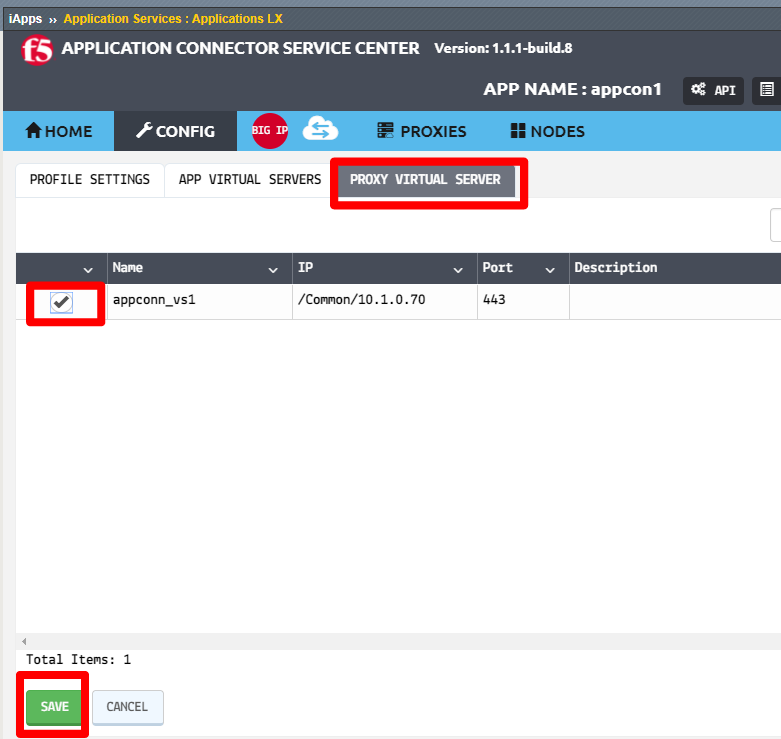 iApps ›› Application Services : Applications LX
f5 APPLICATION CONNECTOR SERVICE CENTER Version: 1.1.1-build.8
APP NAME : appcon1 API
HOME CONFIG BIG IP PROXIES NODES
PROFILE SETTINGS APP VIRTUAL SERVERS PROXY VIRTUAL SERVER
Name IP Port Description
appconn_vs1 /Common/10.1.0.70 443
Total Items: 1
SAVE CANCEL